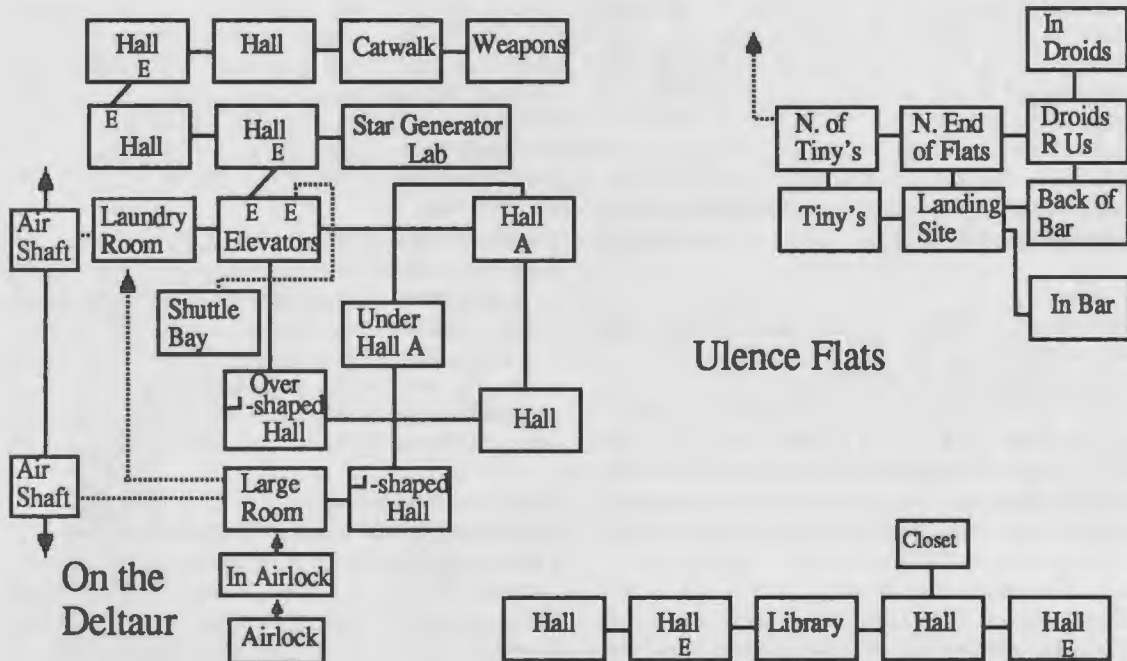 Hall
E
Hall
Catwalk
Weapons
E
Hall
Hall
E
Star Generator
Lab
Air
Shaft
Laundry
Room
E E
Elevators
Hall
A
Shuttle
Bay
Under
Hall A
Over
-shaped
Hall
Hall
Air
Shaft
Large
Room
-shaped
Hall
In Airlock
Airlock
On the
Deltaur
In
Droids
N. of
Tiny's
N. End
of Flats
Droids
R Us
Tiny's
Landing
Site
Back of
Bar
In Bar
Ulence Flats
Closet
Hall
Hall
E
Library
Hall
Hall
E